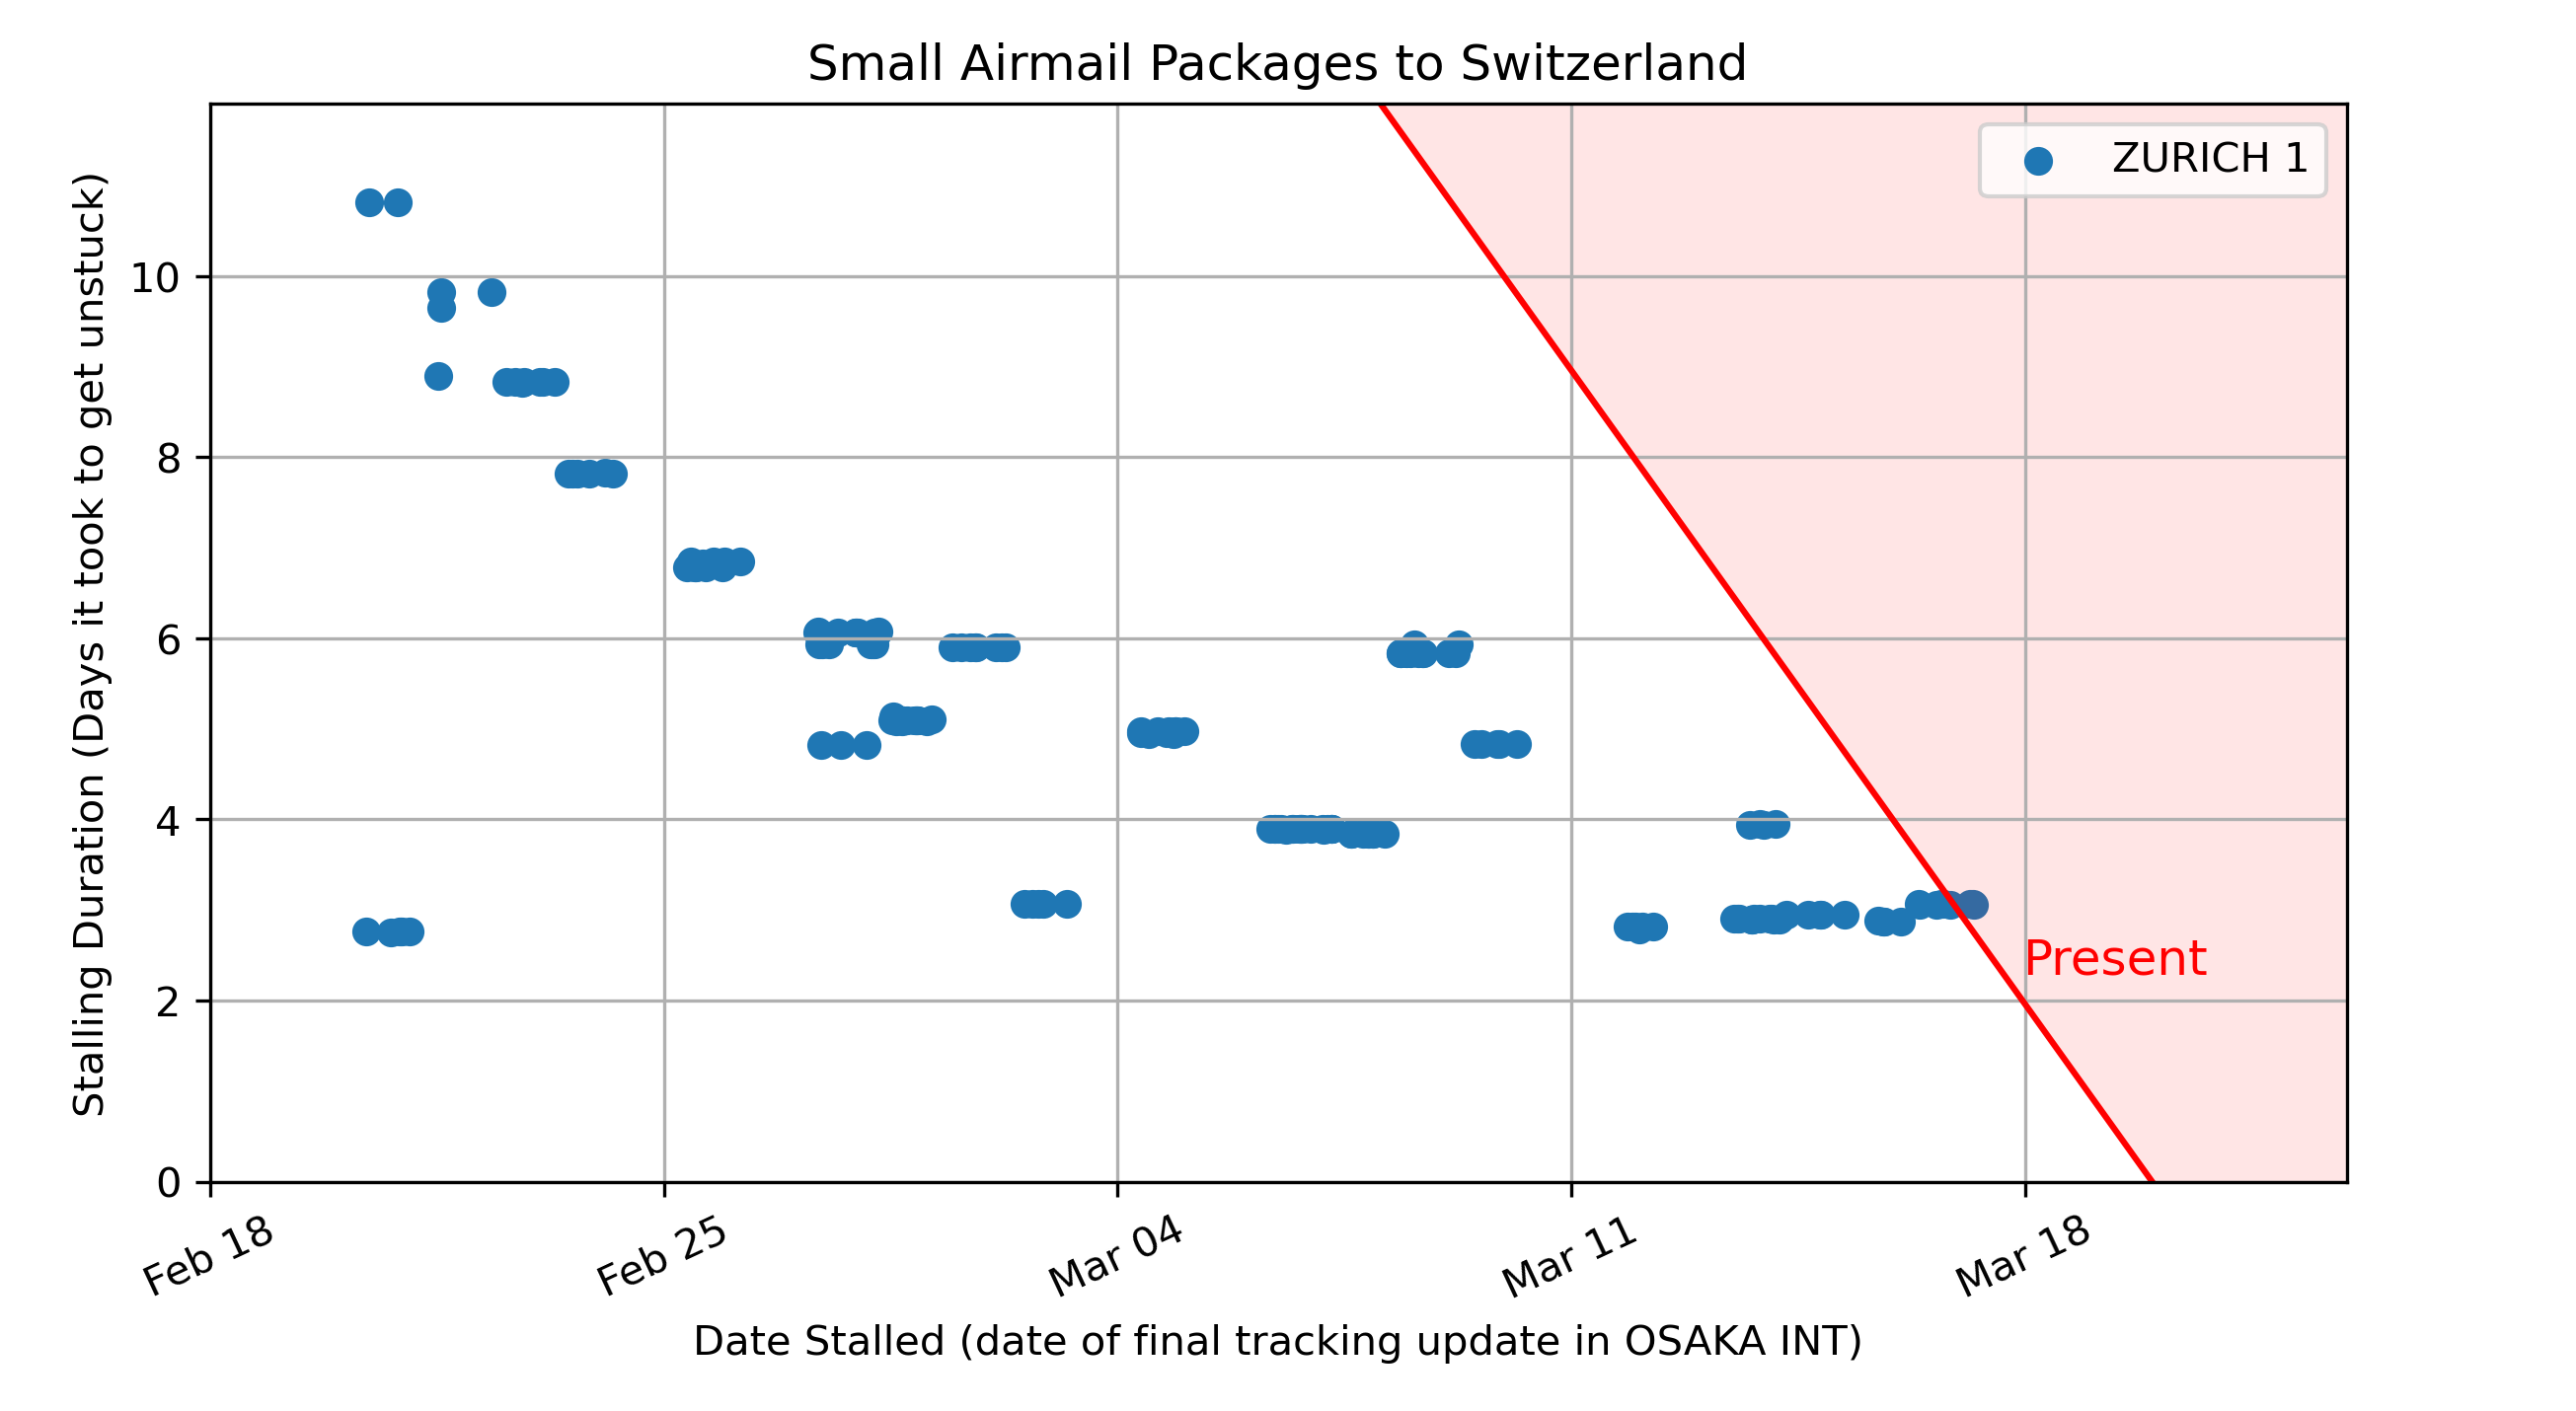 Small Airmail Packages to Switzerland
ZURICH 1
Stalling Duration (Days it took to get unstuck)
10
8
6
4
2
0
Present
Feb 18
Feb 25
Mar 04
Mar 11
Mar 18
Date Stalled (date of final tracking update in OSAKA INT)